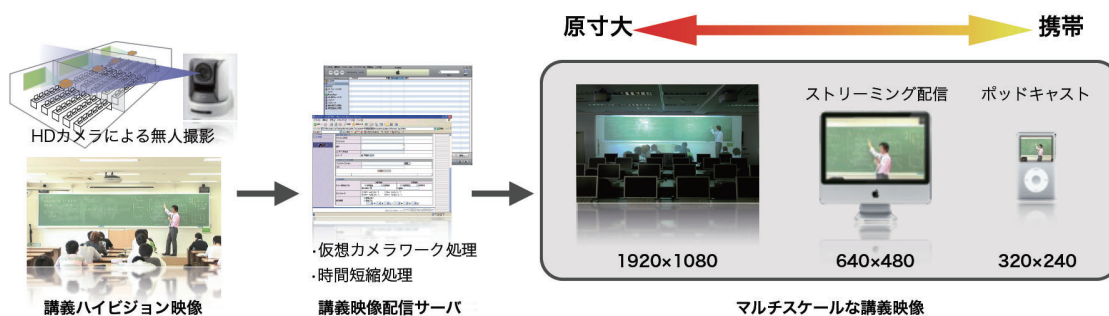 原寸大
携帯
HDカメラによる無人撮影
講義ハイビジョン映像
・仮想カメラワーク処理
・時間短縮処理
講義映像配信サーバ
ストリーミング配信
ポッドキャスト
1920×1080
640×480
320×240
マルチスケールな講義映像